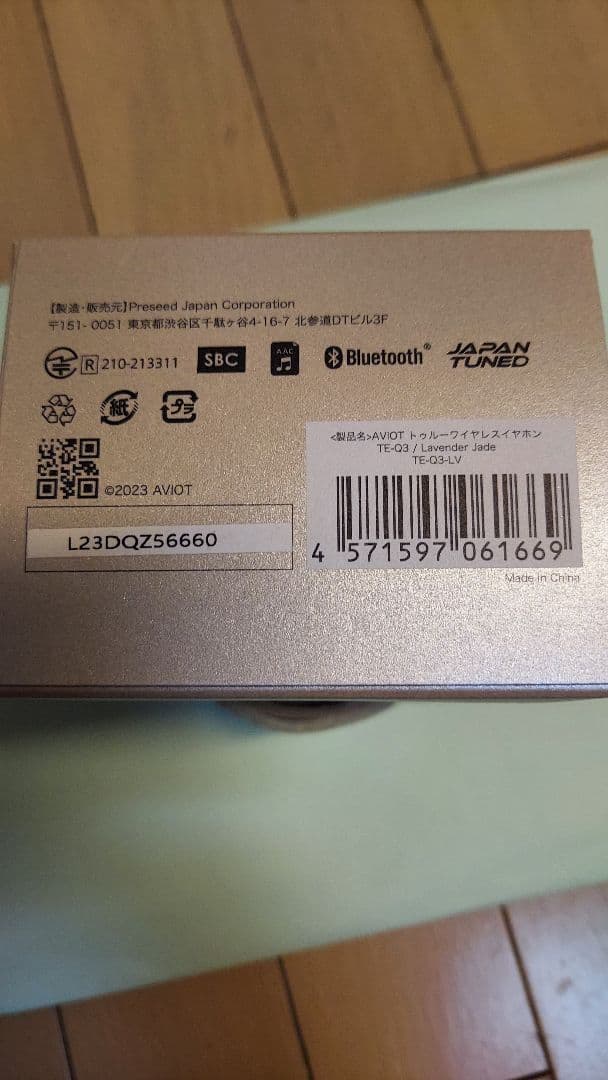 【製造・販売元】Preseed Japan Corporation
〒151-0051 東京都渋谷区千駄ヶ谷4-16-7 北参道DTビル3F
R 210-213311 SBC AAC Bluetooth® JAPAN TUNED
紙 プラ
©2023 AVIOT
L23DQZ56660
<製品名>AVIOT トゥルーワイヤレスイヤホン
TE-Q3 / Lavender Jade
TE-Q3-LV
4 571597 061669
Made in China